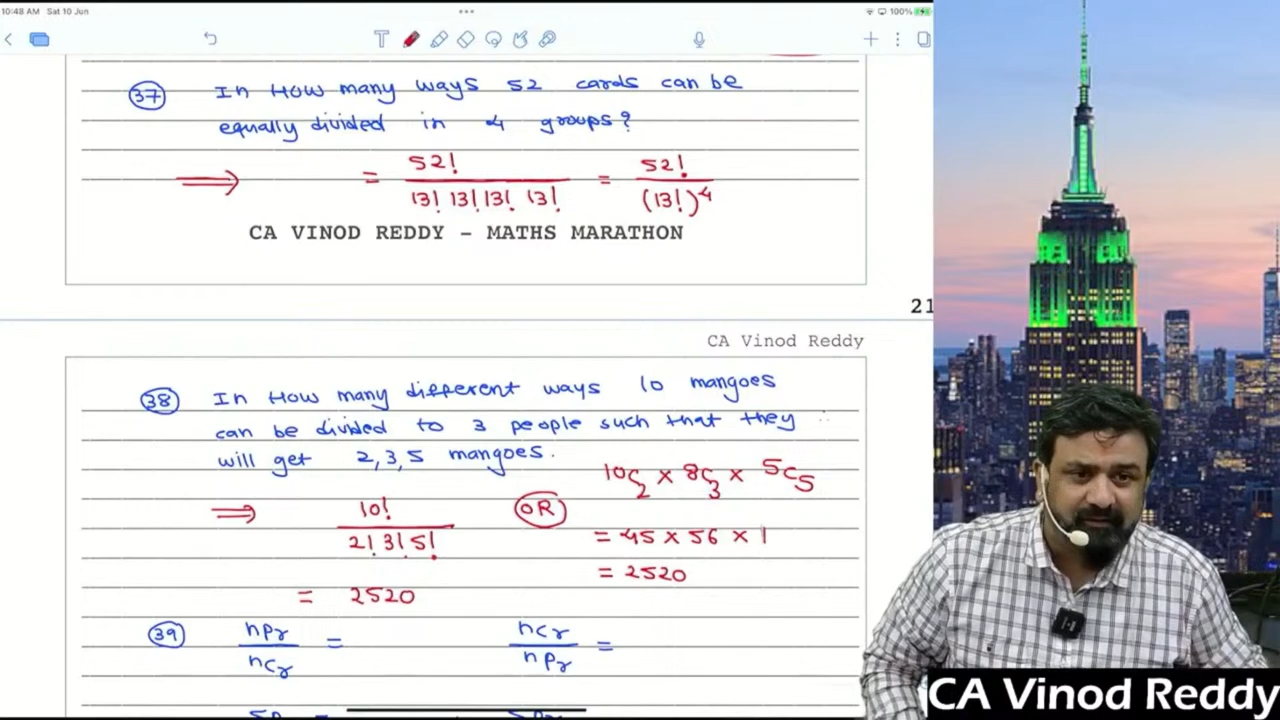 10:48 AM Sat 10 Jun
100%
37 In How many ways 52 cards can be
equally divided in 4 groups?
⟹ = 52! / 13! 13! 13! 13! = 52! / (13!)^4
CA VINOD REDDY - MATHS MARATHON
21
CA Vinod Reddy
38 In How many different ways 10 mangoes
can be divided to 3 people such that they
will get 2,3,5 mangoes.
10C2 × 8C3 × 5C5
⟹ 10! / 2! 3! 5! OR
= 45 × 56 × 1
= 2520
= 2520
39 nPr / nCr = nCr / nPr =
CA Vinod Reddy